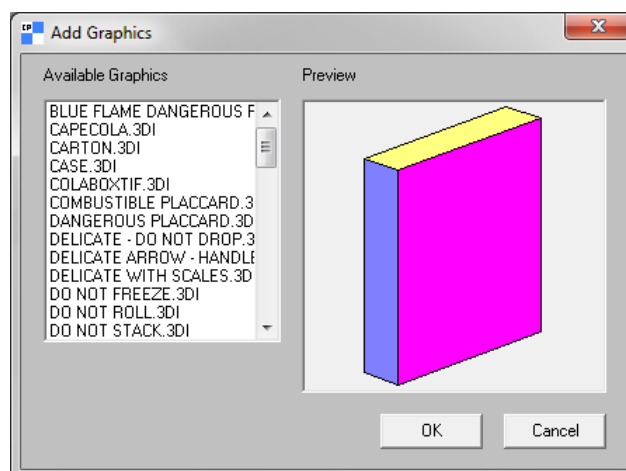 CP
Add Graphics
Available Graphics
Preview
BLUE FLAME DANGEROUS F
CAPECOLA.3DI
CARTON.3DI
CASE.3DI
COLABOXTIF.3DI
COMBUSTIBLE PLACCARD.3
DANGEROUS PLACCARD.3D
DELICATE - DO NOT DROP.3
DELICATE ARROW - HANDLE
DELICATE WITH SCALES.3D
DO NOT FREEZE.3DI
DO NOT ROLL.3DI
DO NOT STACK.3DI
OK
Cancel